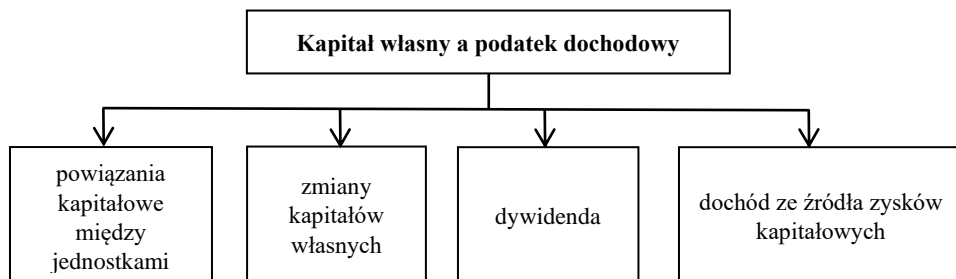 Kapitał własny a podatek dochodowy
powiązania
kapitałowe
między
jednostkami
zmiany
kapitałów
własnych
dywidenda
dochód ze źródła zysków
kapitałowych